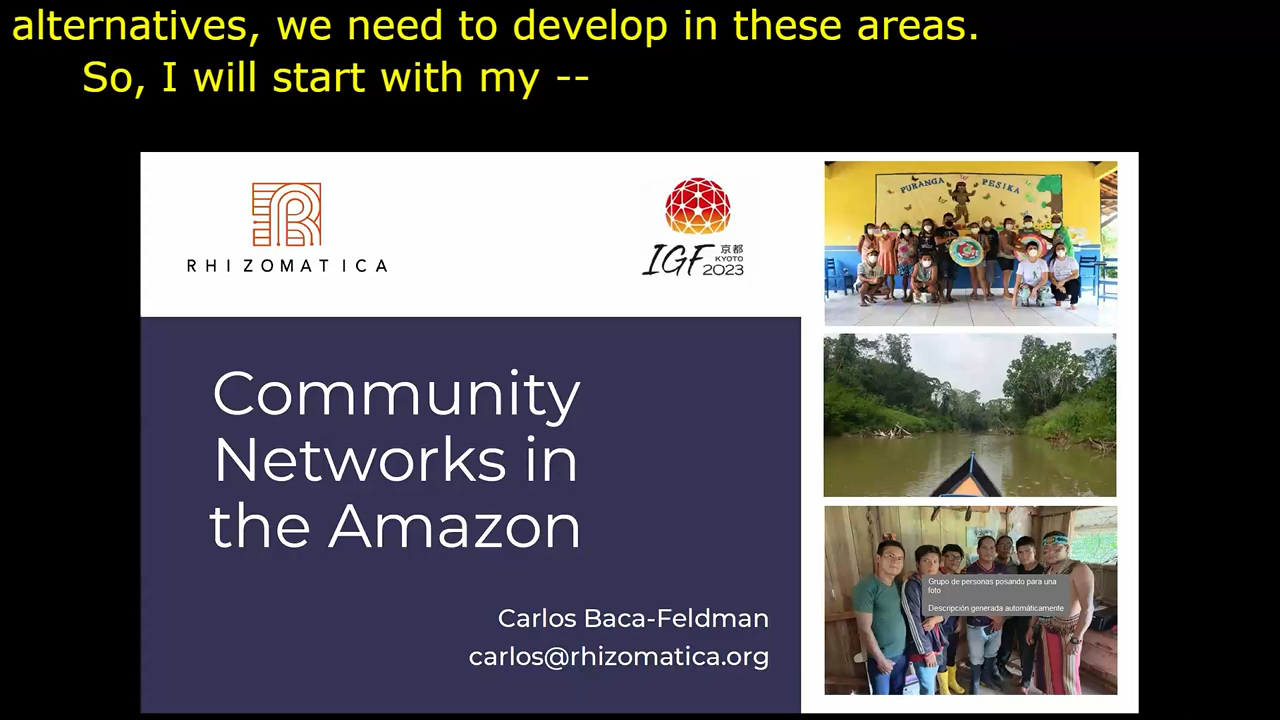 alternatives, we need to develop in these areas.
So, I will start with my --
RHIZOMATICA
IGF 京都
KYOTO
2023
PURANGA PESIKA
Community
Networks in
the Amazon
Carlos Baca-Feldman
carlos@rhizomatica.org
Grupo de personas posando para una
foto
Descripción generada automáticamente